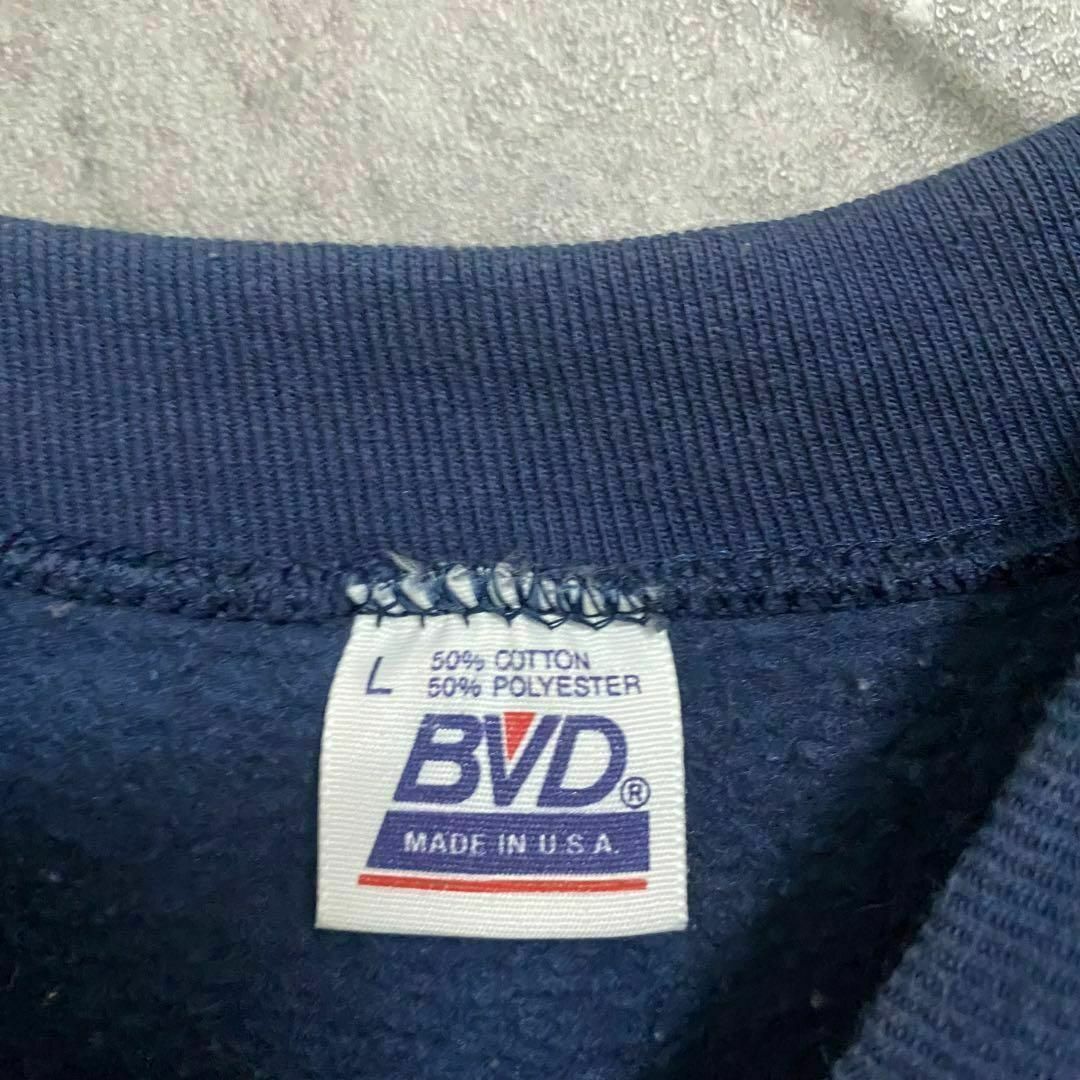 L
50% COTTON
50% POLYESTER
BVD®
MADE IN U.S.A.